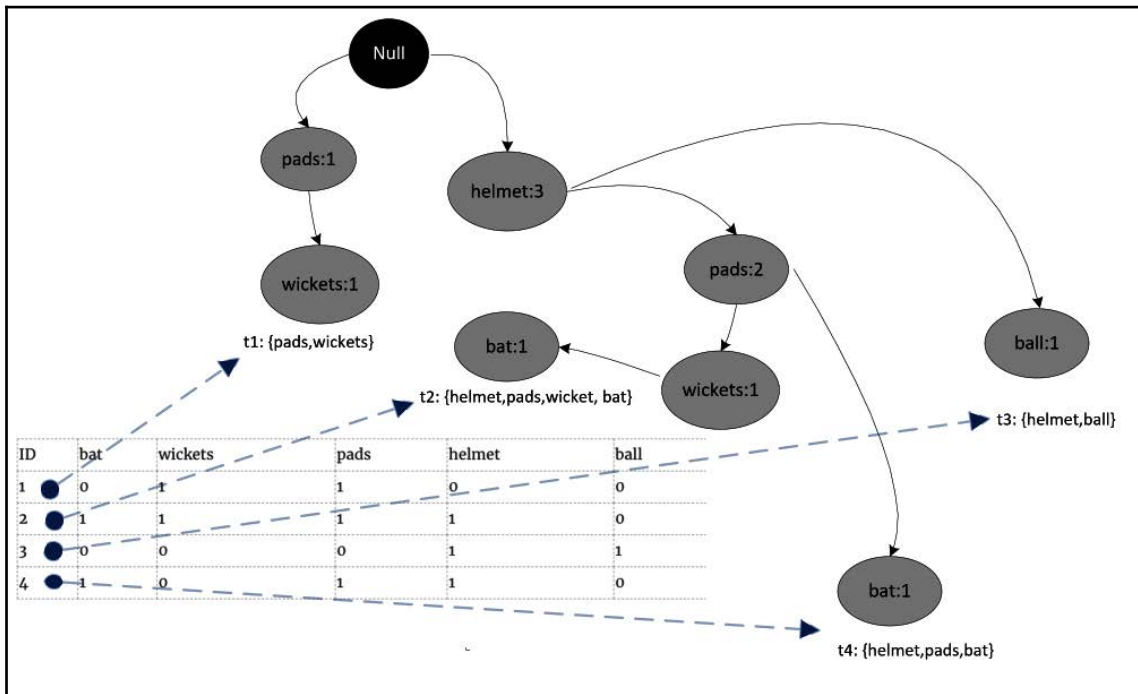 Null
pads:1
helmet:3
wickets:1
pads:2
t1: {pads,wickets}
bat:1
ball:1
wickets:1
t2: {helmet,pads,wicket, bat}
t3: {helmet,ball}
ID bat wickets pads helmet ball
1 0 1 1 0 0
2 1 1 1 1 0
3 0 0 0 1 1
4 1 0 1 1 0
bat:1
t4: {helmet,pads,bat}